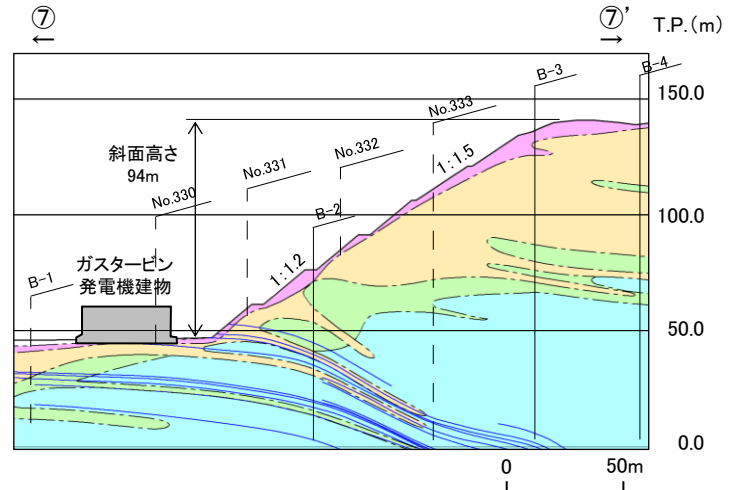 ⑦
←
⑦’
→
T.P.(m)
B-3
B-4
150.0
No.333
斜面高さ
94m
No.332
1:1.5
No.331
No.330
B-2
100.0
ガスタービン
発電機建物
1:1.2
B-1
50.0
0.0
0
50m